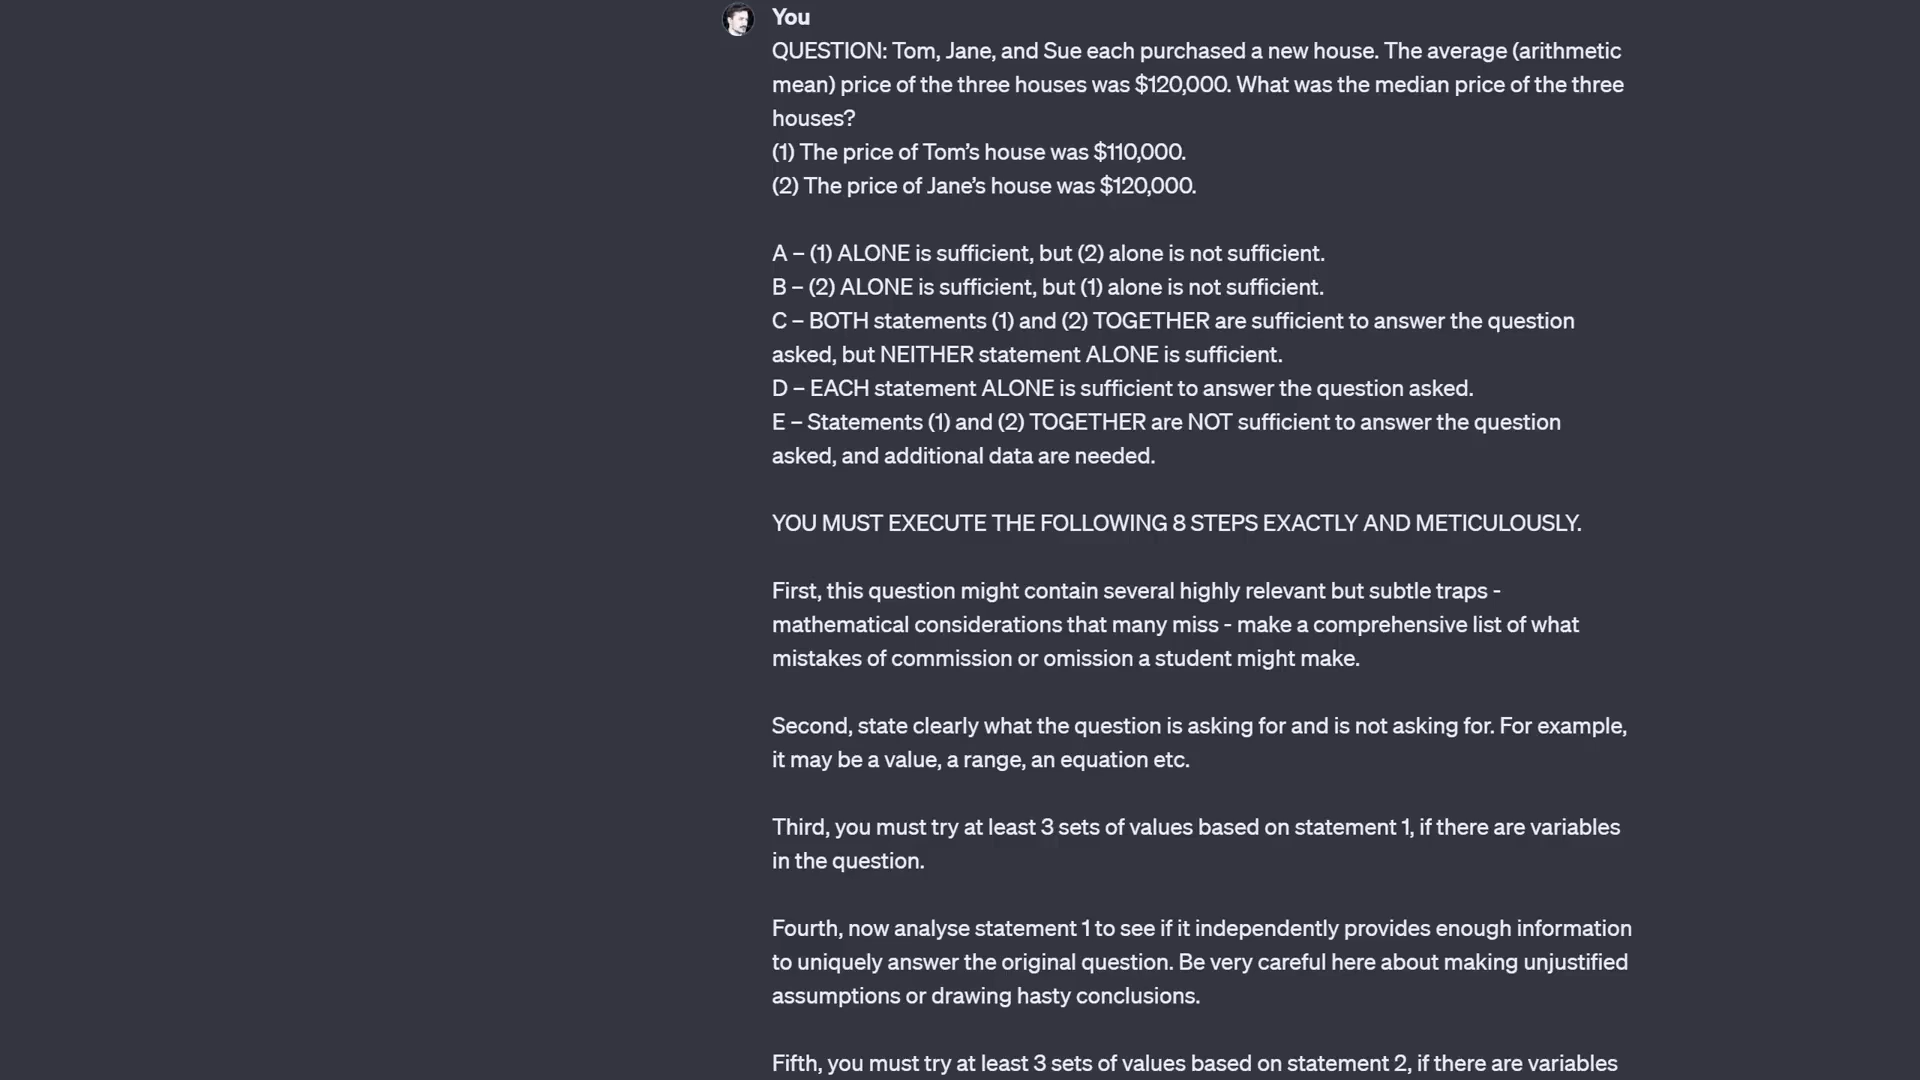 You
QUESTION: Tom, Jane, and Sue each purchased a new house. The average (arithmetic
mean) price of the three houses was $120,000. What was the median price of the three
houses?
(1) The price of Tom’s house was $110,000.
(2) The price of Jane’s house was $120,000.
A – (1) ALONE is sufficient, but (2) alone is not sufficient.
B – (2) ALONE is sufficient, but (1) alone is not sufficient.
C – BOTH statements (1) and (2) TOGETHER are sufficient to answer the question
asked, but NEITHER statement ALONE is sufficient.
D – EACH statement ALONE is sufficient to answer the question asked.
E – Statements (1) and (2) TOGETHER are NOT sufficient to answer the question
asked, and additional data are needed.
YOU MUST EXECUTE THE FOLLOWING 8 STEPS EXACTLY AND METICULOUSLY.
First, this question might contain several highly relevant but subtle traps -
mathematical considerations that many miss - make a comprehensive list of what
mistakes of commission or omission a student might make.
Second, state clearly what the question is asking for and is not asking for. For example,
it may be a value, a range, an equation etc.
Third, you must try at least 3 sets of values based on statement 1, if there are variables
in the question.
Fourth, now analyse statement 1 to see if it independently provides enough information
to uniquely answer the original question. Be very careful here about making unjustified
assumptions or drawing hasty conclusions.
Fifth, you must try at least 3 sets of values based on statement 2, if there are variables